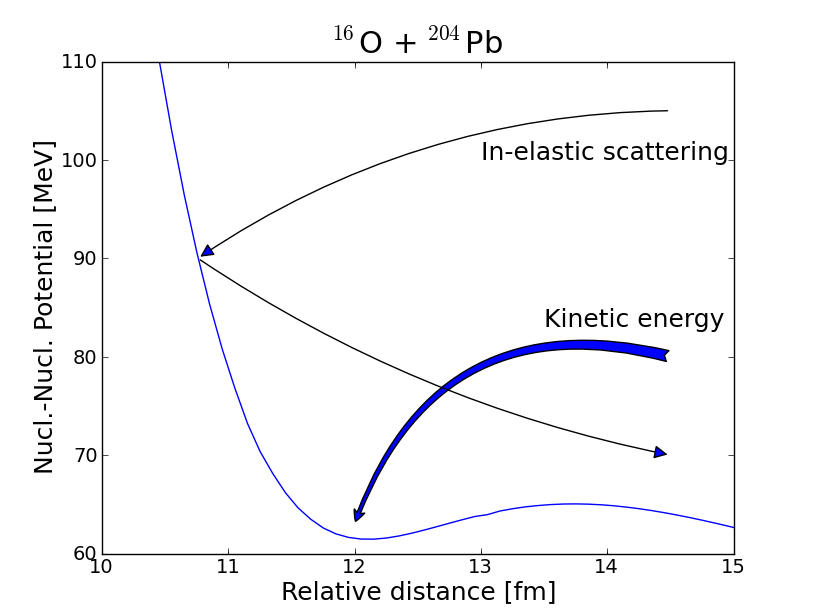 ¹⁶O + ²⁰⁴Pb
110
100
90
80
70
60
Nucl.-Nucl. Potential [MeV]
In-elastic scattering
Kinetic energy
10 11 12 13 14 15
Relative distance [fm]